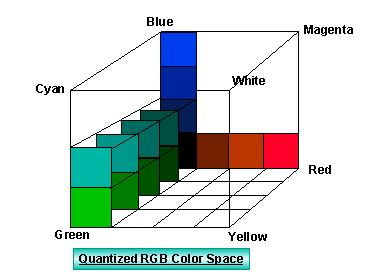 Blue
Magenta
Cyan
White
Red
Green
Yellow
Quantized RGB Color Space